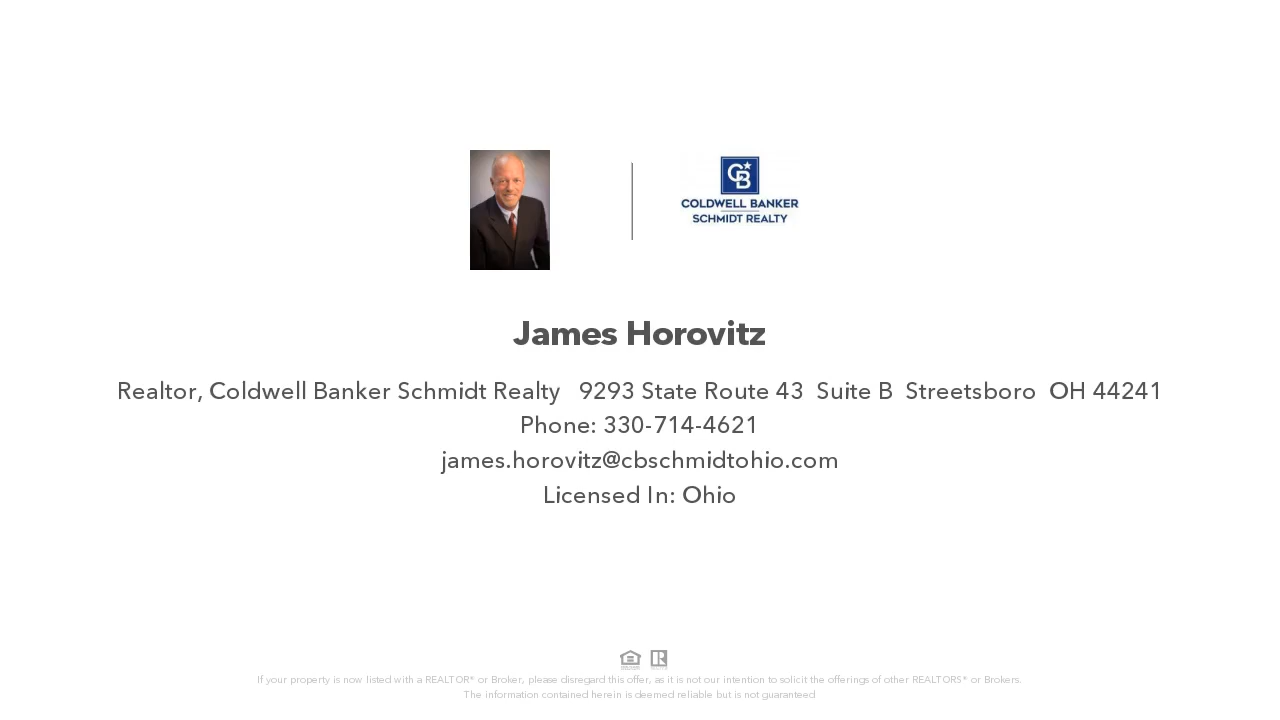 CB
COLDWELL BANKER
SCHMIDT REALTY
James Horovitz
Realtor, Coldwell Banker Schmidt Realty   9293 State Route 43  Suite B  Streetsboro  OH 44241
Phone: 330-714-4621
james.horovitz@cbschmidtohio.com
Licensed In: Ohio
If your property is now listed with a REALTOR® or Broker, please disregard this offer, as it is not our intention to solicit the offerings of other REALTORS® or Brokers.
The information contained herein is deemed reliable but is not guaranteed